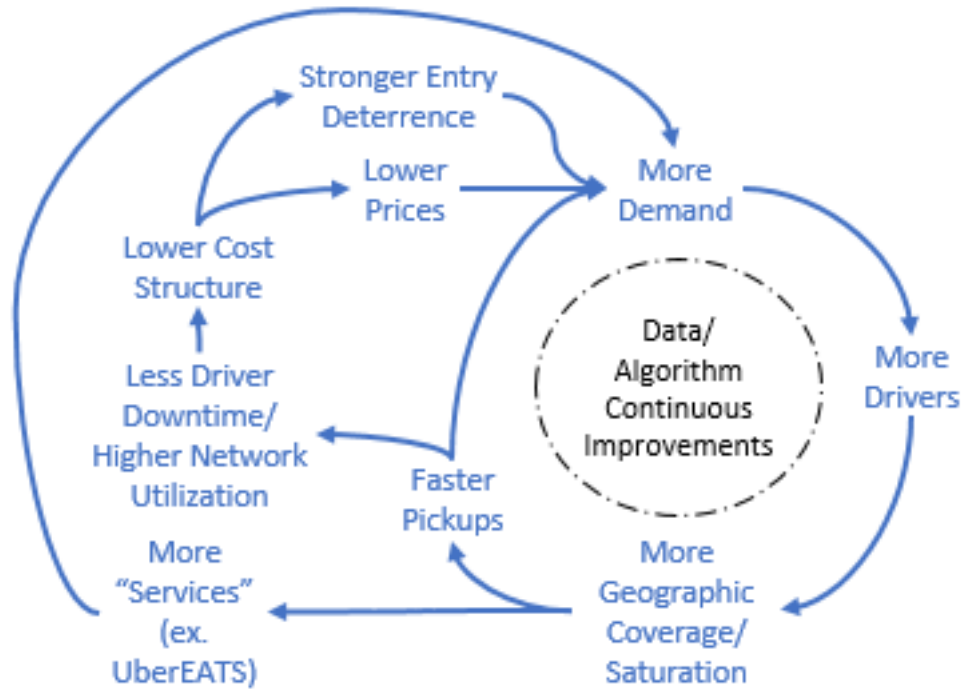 Stronger Entry
Deterrence
Lower
Prices
More
Demand
Lower Cost
Structure
Data/
Algorithm
Continuous
Improvements
More
Drivers
Less Driver
Downtime/
Higher Network
Utilization
Faster
Pickups
More
“Services”
(ex.
UberEATS)
More
Geographic
Coverage/
Saturation